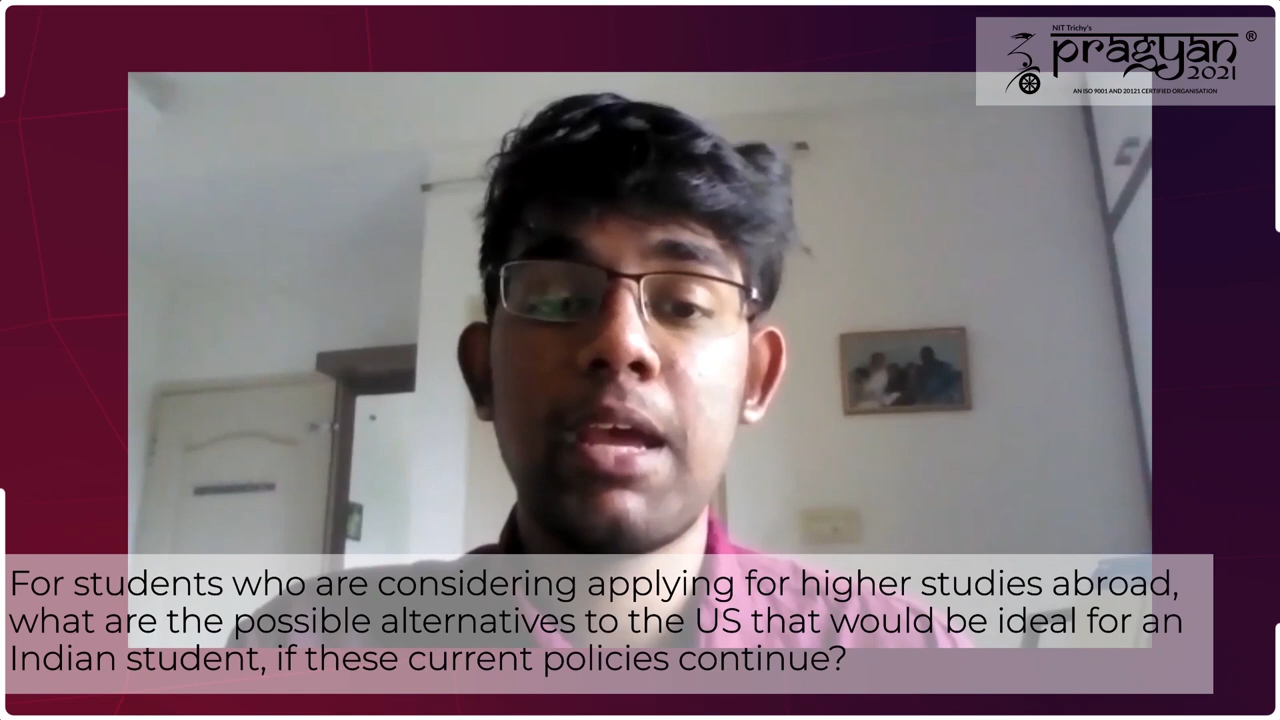 NIT Trichy's
pragyan®
2021
AN ISO 9001 AND 20121 CERTIFIED ORGANISATION
For students who are considering applying for higher studies abroad,
what are the possible alternatives to the US that would be ideal for an
Indian student, if these current policies continue?